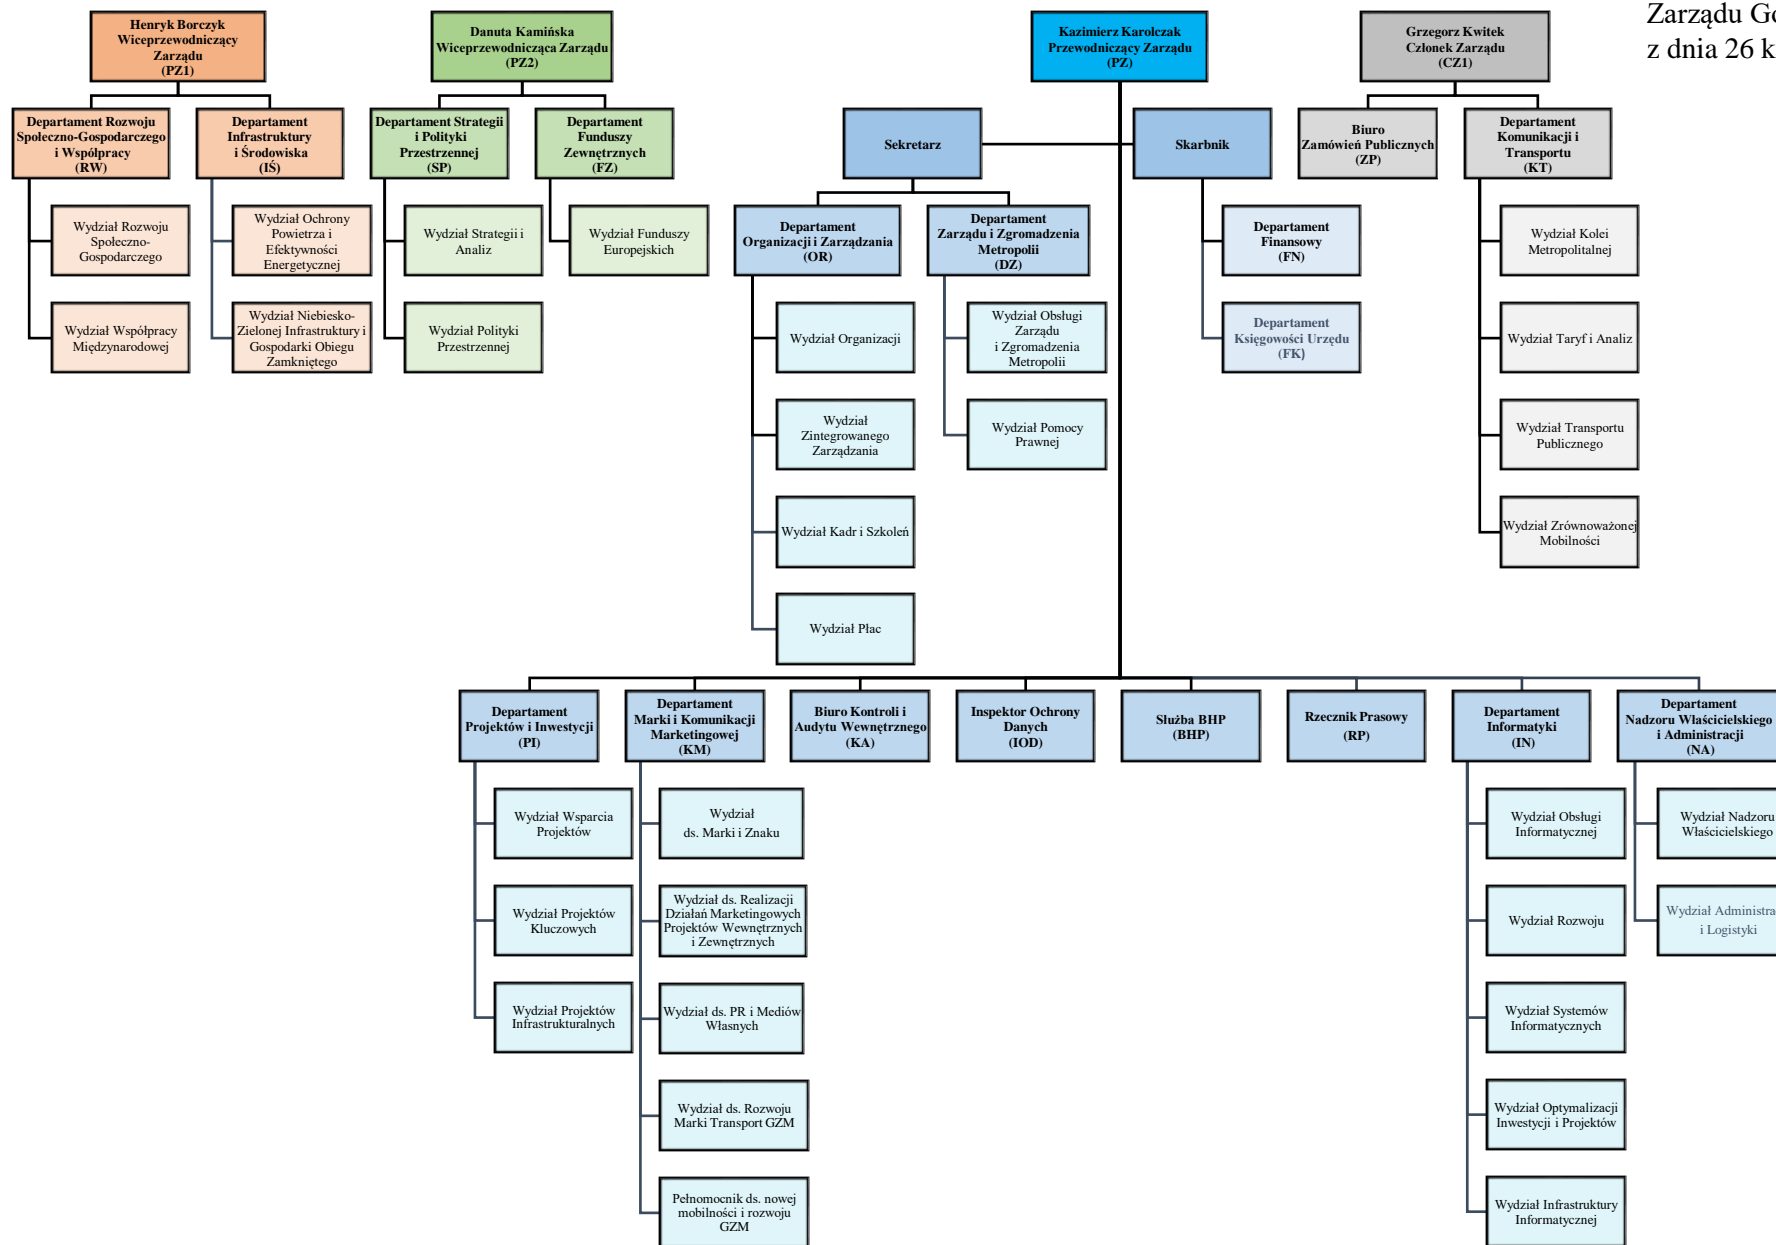 Zarządu Go
z dnia 26 k
Henryk Borczyk
Wiceprzewodniczący
Zarządu
(PZ1)
Danuta Kamińska
Wiceprzewodnicząca Zarządu
(PZ2)
Kazimierz Karolczak
Przewodniczący Zarządu
(PZ)
Grzegorz Kwitek
Członek Zarządu
(CZ1)
Departament Rozwoju
Społeczno-Gospodarczego
i Współpracy
(RW)
Departament
Infrastruktury
i Środowiska
(IŚ)
Departament Strategii
i Polityki
Przestrzennej
(SP)
Departament
Funduszy
Zewnętrznych
(FZ)
Sekretarz
Skarbnik
Biuro
Zamówień Publicznych
(ZP)
Departament
Komunikacji i
Transportu
(KT)
Wydział Rozwoju
Społeczno-
Gospodarczego
Wydział Ochrony
Powietrza i
Efektywności
Energetycznej
Wydział Strategii i
Analiz
Wydział Funduszy
Europejskich
Departament
Organizacji i Zarządzania
(OR)
Departament
Zarządu i Zgromadzenia
Metropolii
(DZ)
Departament
Finansowy
(FN)
Wydział Kolei
Metropolitalnej
Wydział Współpracy
Międzynarodowej
Wydział Niebiesko-
Zielonej Infrastruktury i
Gospodarki Obiegu
Zamkniętego
Wydział Polityki
Przestrzennej
Wydział Organizacji
Wydział Obsługi
Zarządu
i Zgromadzenia
Metropolii
Departament
Księgowości Urzędu
(FK)
Wydział Taryf i Analiz
Wydział
Zintegrowanego
Zarządzania
Wydział Pomocy
Prawnej
Wydział Transportu
Publicznego
Wydział Kadr i Szkoleń
Wydział Zrównoważonej
Mobilności
Wydział Płac
Departament
Projektów i Inwestycji
(PI)
Departament
Marki i Komunikacji
Marketingowej
(KM)
Biuro Kontroli i
Audytu Wewnętrznego
(KA)
Inspektor Ochrony
Danych
(IOD)
Służba BHP
(BHP)
Rzecznik Prasowy
(RP)
Departament
Informatyki
(IN)
Departament
Nadzoru Właścicielskiego
i Administracji
(NA)
Wydział Wsparcia
Projektów
Wydział
ds. Marki i Znaku
Wydział Obsługi
Informatycznej
Wydział Nadzoru
Właścicielskiego
Wydział Projektów
Kluczowych
Wydział ds. Realizacji
Działań Marketingowych
Projektów Wewnętrznych
i Zewnętrznych
Wydział Rozwoju
Wydział Administra
i Logistyki
Wydział Projektów
Infrastrukturalnych
Wydział ds. PR i Mediów
Własnych
Wydział Systemów
Informatycznych
Wydział ds. Rozwoju
Marki Transport GZM
Wydział Optymalizacji
Inwestycji i Projektów
Pełnomocnik ds. nowej
mobilności i rozwoju
GZM
Wydział Infrastruktury
Informatycznej